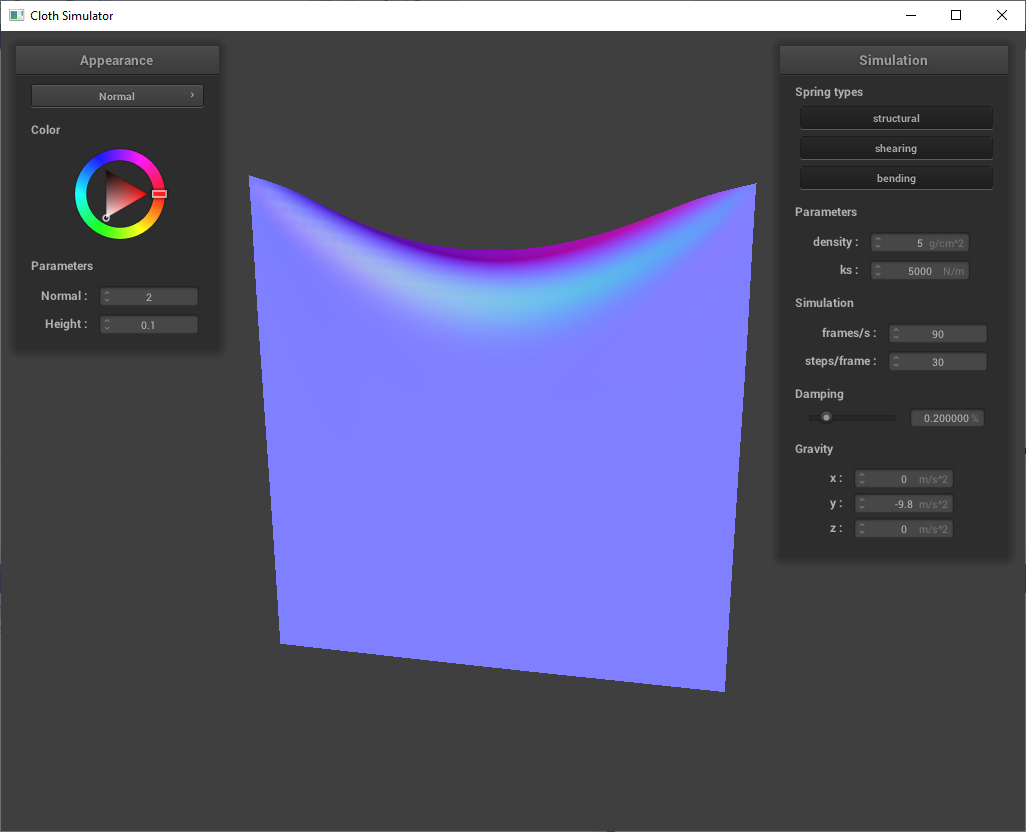 Cloth Simulator
Appearance
Normal
Color
Parameters
Normal : 2
Height : 0.1
Simulation
Spring types
structural
shearing
bending
Parameters
density : 5 g/cm^2
ks : 5000 N/m
Simulation
frames/s : 90
steps/frame : 30
Damping
0.200000 %
Gravity
x : 0 m/s^2
y : -9.8 m/s^2
z : 0 m/s^2